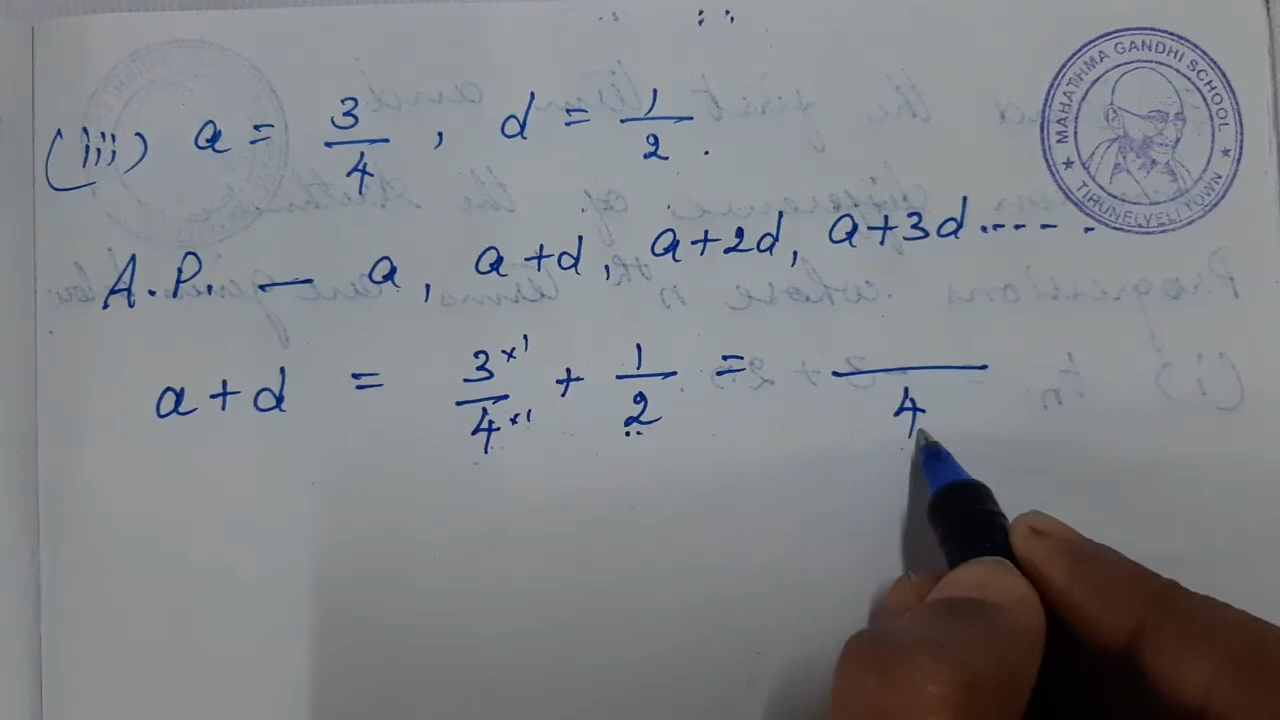 MAHATHMA GANDHI SCHOOL
TIRUNELVELI TOWN
(iii) a = 3/4 , d = 1/2 .
A.P. — a, a+d, a+2d, a+3d.....
a+d = 3×1/4×1 + 1/2 = /4